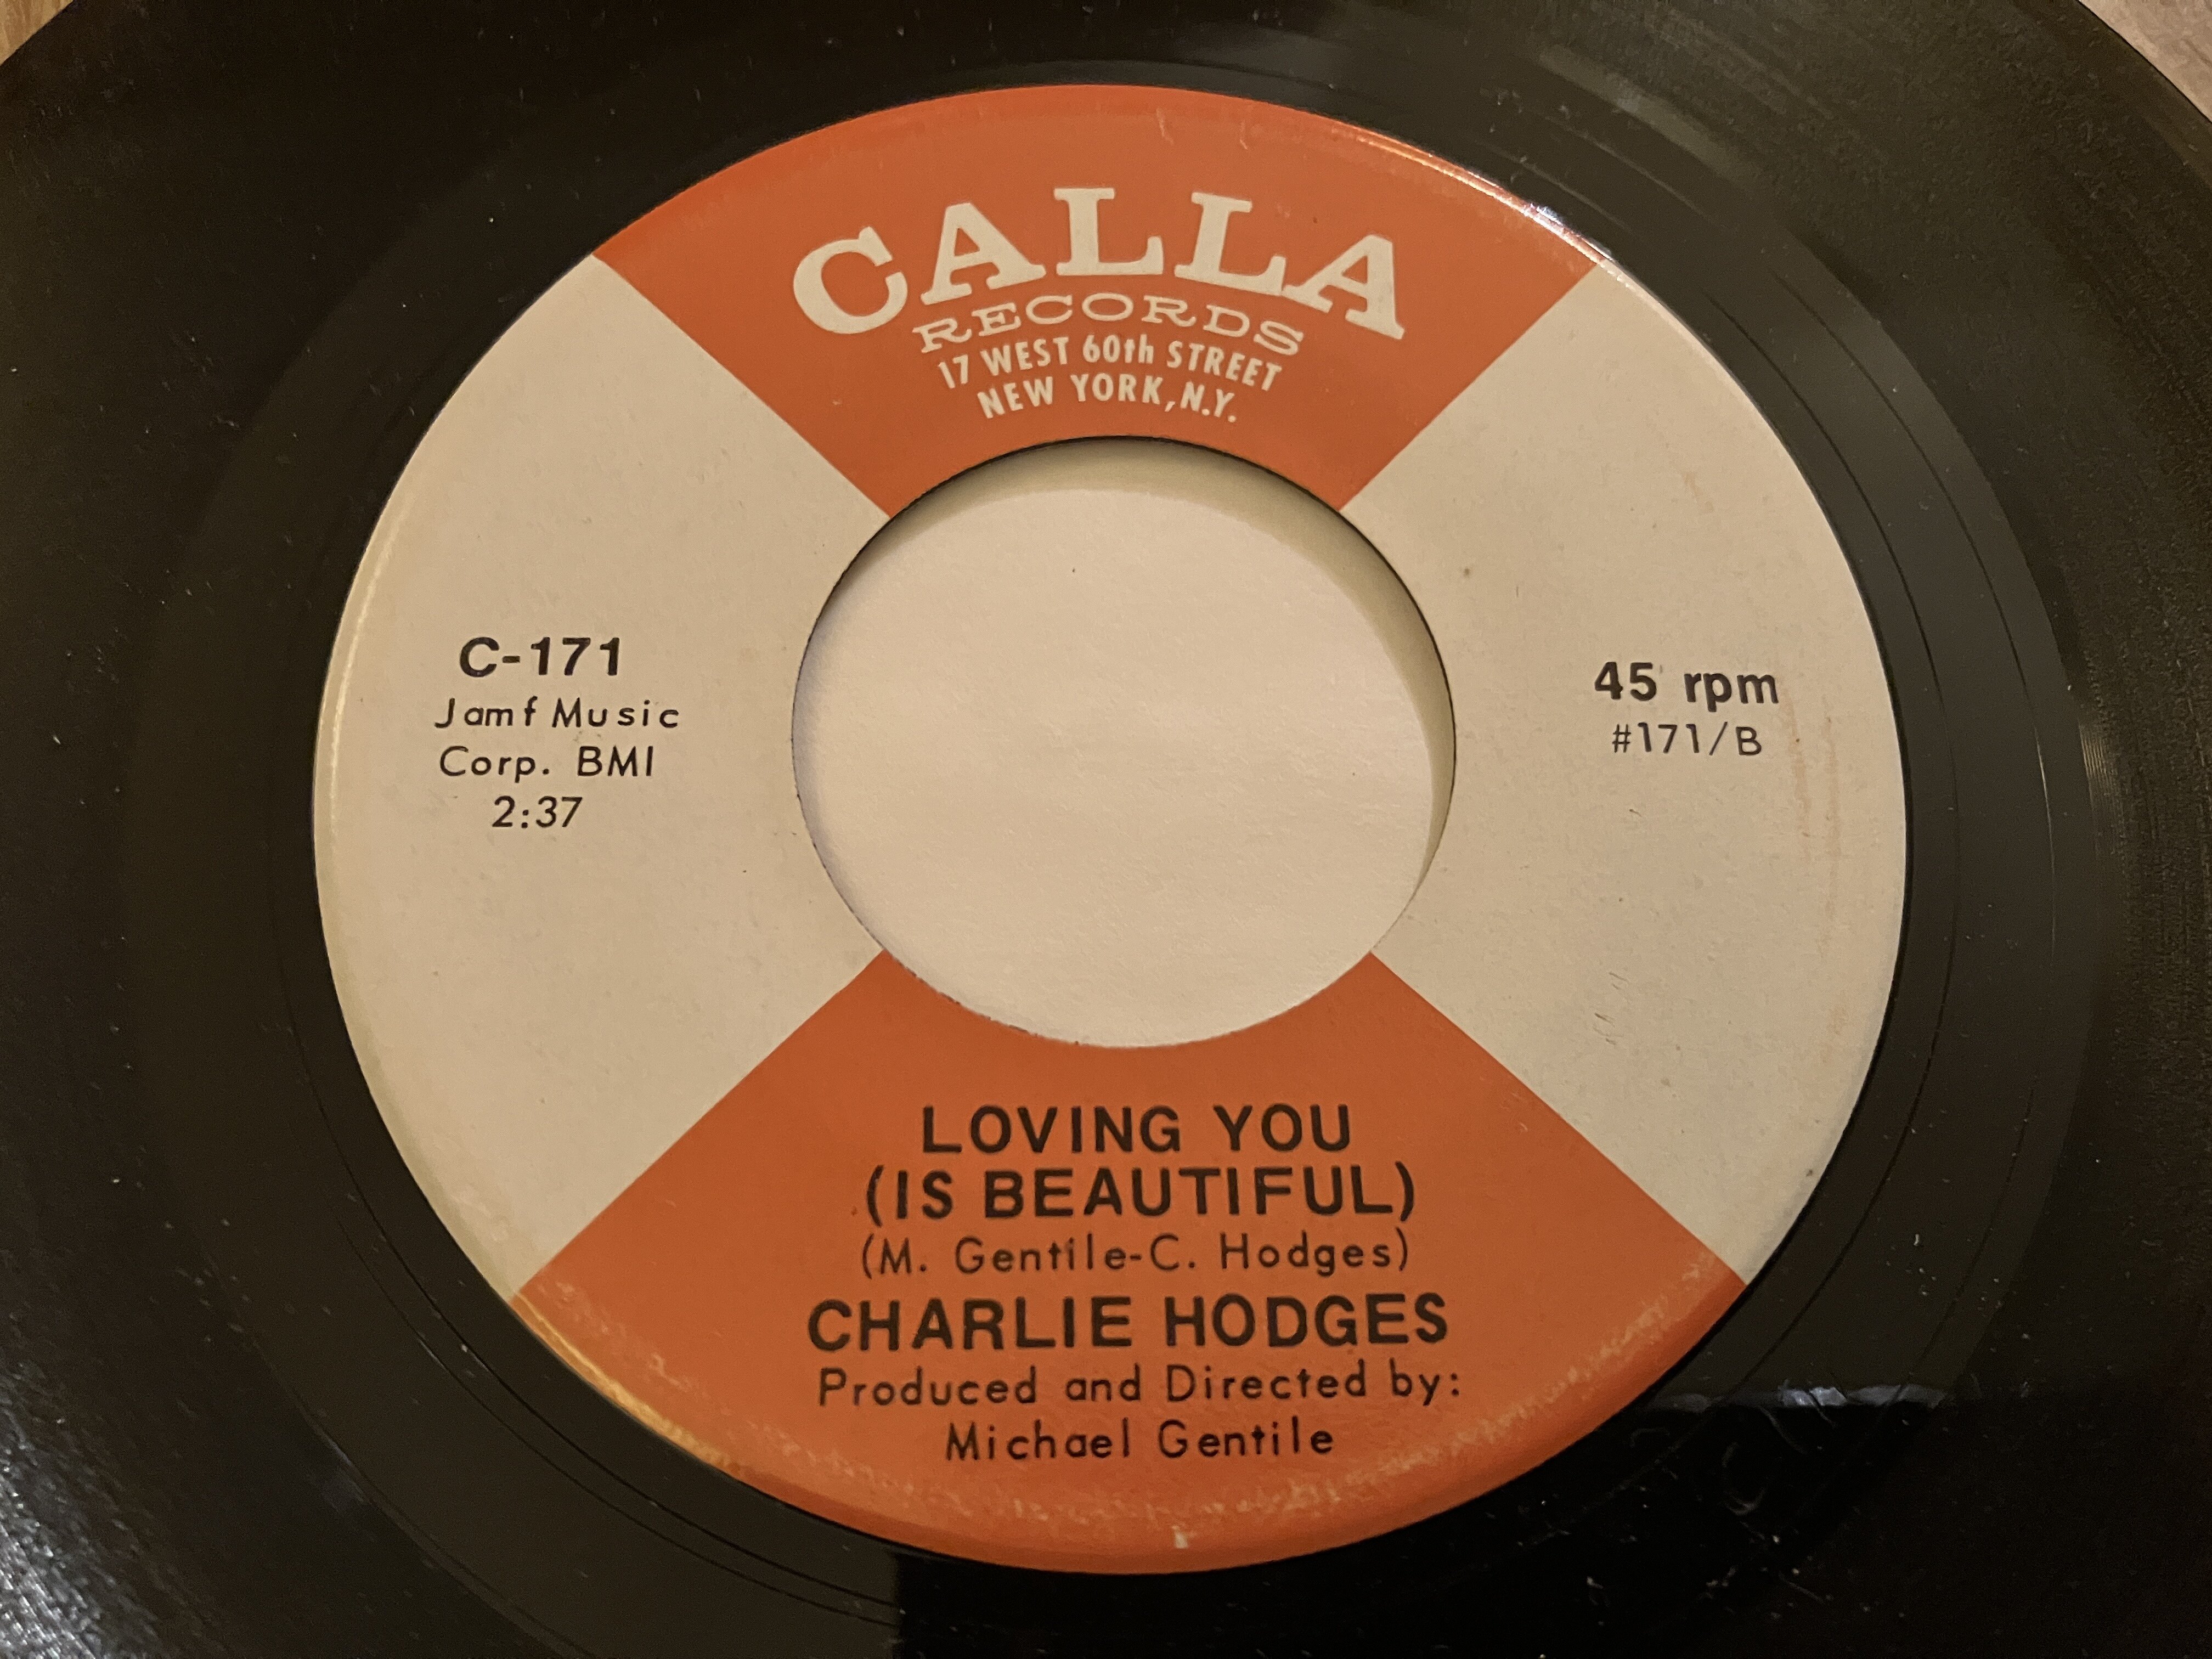 CALLA
RECORDS
17 WEST 60th STREET
NEW YORK, N.Y.
C-171
Jamf Music
Corp. BMI
2:37
45 rpm
#171/B
LOVING YOU
(IS BEAUTIFUL)
(M. Gentile-C. Hodges)
CHARLIE HODGES
Produced and Directed by:
Michael Gentile